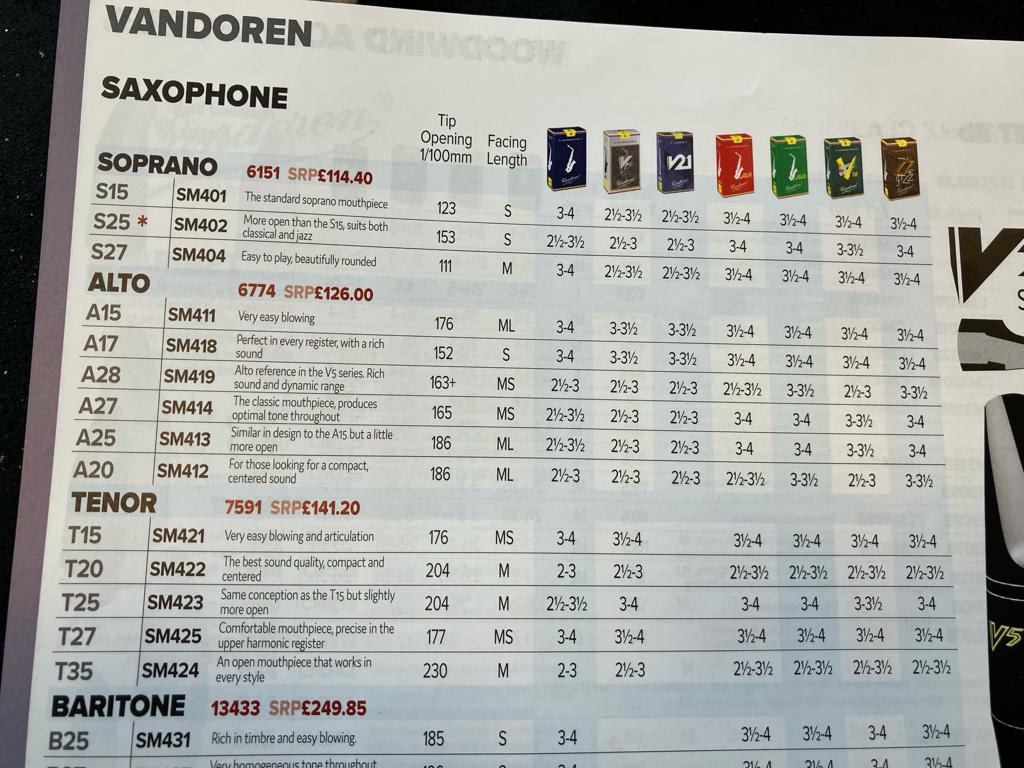 VANDOREN
SAXOPHONE
Tip Opening 1/100mm Facing Length
V21
SOPRANO 6151 SRP£114.40
S15 SM401 The standard soprano mouthpiece 123 S 3-4 2½-3½ 2½-3½ 3½-4 3½-4 3½-4 3½-4
S25 * SM402 More open than the S15, suits both classical and jazz 153 S 2½-3½ 2½-3 2½-3 3-4 3-4 3-3½ 3-4
S27 SM404 Easy to play, beautifully rounded 111 M 3-4 2½-3½ 2½-3½ 3½-4 3½-4 3½-4 3½-4
ALTO 6774 SRP£126.00
A15 SM411 Very easy blowing 176 ML 3-4 3-3½ 3-3½ 3½-4 3½-4 3½-4 3½-4
A17 SM418 Perfect in every register, with a rich sound 152 S 3-4 3-3½ 3-3½ 3½-4 3½-4 3½-4 3½-4
A28 SM419 Alto reference in the V5 series. Rich sound and dynamic range 163+ MS 2½-3 2½-3 2½-3 2½-3½ 3-3½ 2½-3 3-3½
A27 SM414 The classic mouthpiece, produces optimal tone throughout 165 MS 2½-3½ 2½-3 2½-3 3-4 3-4 3-3½ 3-4
A25 SM413 Similar in design to the A15 but a little more open 186 ML 2½-3½ 2½-3 2½-3 3-4 3-4 3-3½ 3-4
A20 SM412 For those looking for a compact, centered sound 186 ML 2½-3 2½-3 2½-3 2½-3½ 3-3½ 2½-3 3-3½
TENOR 7591 SRP£141.20
T15 SM421 Very easy blowing and articulation 176 MS 3-4 3½-4 3½-4 3½-4 3½-4 3½-4
T20 SM422 The best sound quality, compact and centered 204 M 2-3 2½-3 2½-3½ 2½-3½ 2½-3½ 2½-3½
T25 SM423 Same conception as the T15 but slightly more open 204 M 2½-3½ 3-4 3-4 3-4 3-3½ 3-4
T27 SM425 Comfortable mouthpiece, precise in the upper harmonic register 177 MS 3-4 3½-4 3½-4 3½-4 3½-4 3½-4
T35 SM424 An open mouthpiece that works in every style 230 M 2-3 2½-3 2½-3½ 2½-3½ 2½-3½ 2½-3½
BARITONE 13433 SRP£249.85
B25 SM431 Rich in timbre and easy blowing. 185 S 3-4 3½-4 3½-4 3-4 3½-4
Very homogeneous tone throughout
V5